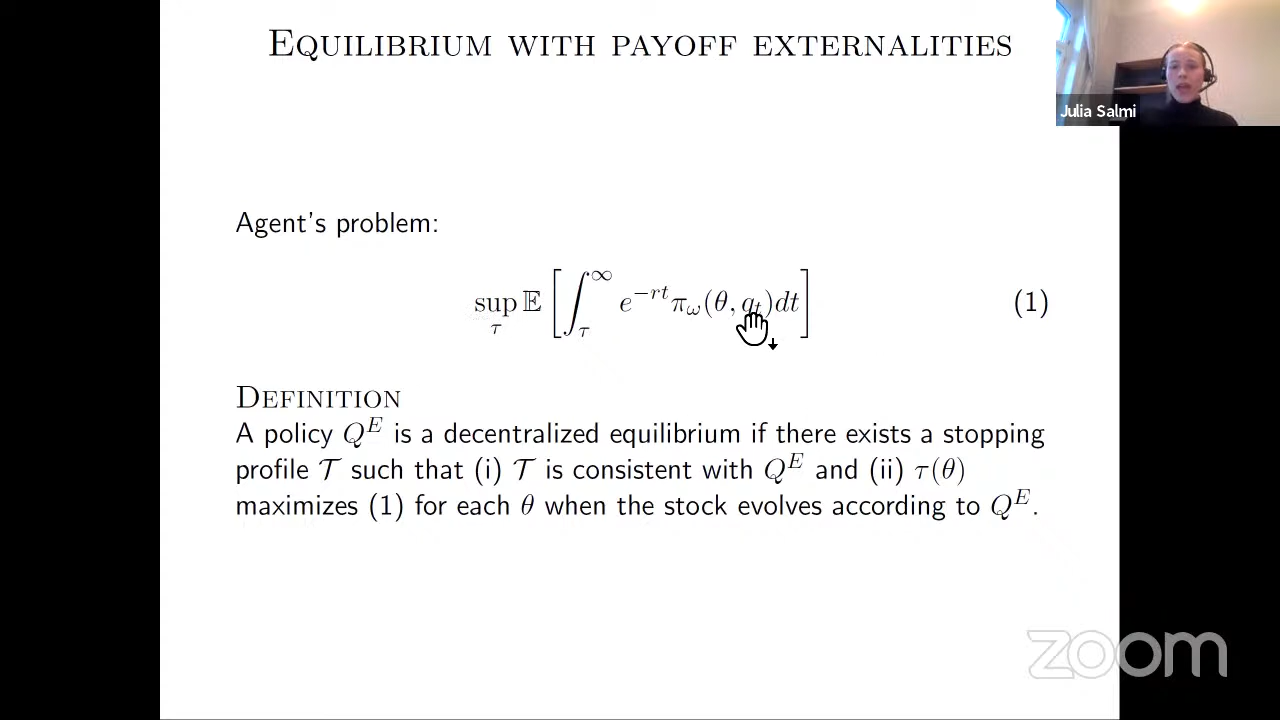 EQUILIBRIUM WITH PAYOFF EXTERNALITIES
Julia Salmi
Agent's problem:
sup_τ 𝔼 [ ∫_τ^∞ e^{−rt} π_ω(θ, q_t)dt ] (1)
DEFINITION
A policy Q^E is a decentralized equilibrium if there exists a stopping
profile 𝒯 such that (i) 𝒯 is consistent with Q^E and (ii) τ(θ)
maximizes (1) for each θ when the stock evolves according to Q^E.
zoom